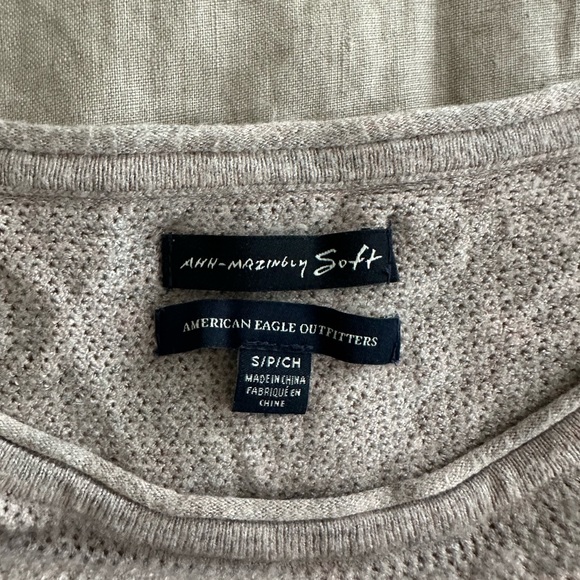 AHH-MAZINGLY Soft
AMERICAN EAGLE OUTFITTERS
S/P/CH
MADE IN CHINA
FABRIQUÉ EN
CHINE